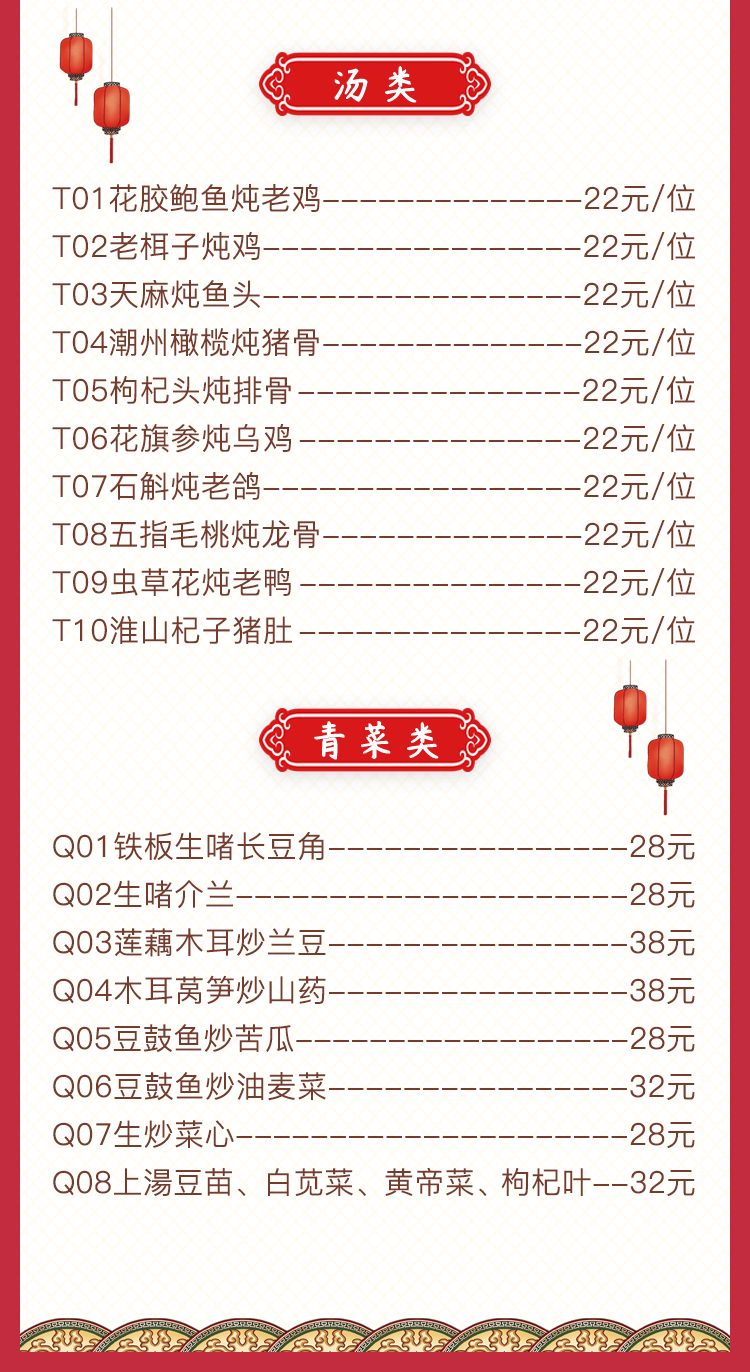 汤类
T01花胶鲍鱼炖老鸡--------------22元/位
T02老枏子炖鸡-----------------22元/位
T03天麻炖鱼头-----------------22元/位
T04潮州橄榄炖猪骨--------------22元/位
T05枸杞头炖排骨---------------22元/位
T06花旗参炖乌鸡---------------22元/位
T07石斛炖老鸽-----------------22元/位
T08五指毛桃炖龙骨--------------22元/位
T09虫草花炖老鸭---------------22元/位
T10淮山杞子猪肚---------------22元/位
青菜类
Q01铁板生啫长豆角----------------28元
Q02生啫介兰---------------------28元
Q03莲藕木耳炒兰豆----------------38元
Q04木耳莴笋炒山药----------------38元
Q05豆鼓鱼炒苦瓜------------------28元
Q06豆鼓鱼炒油麦菜----------------32元
Q07生炒菜心---------------------28元
Q08上湯豆苗、白苋菜、黄帝菜、枸杞叶--32元